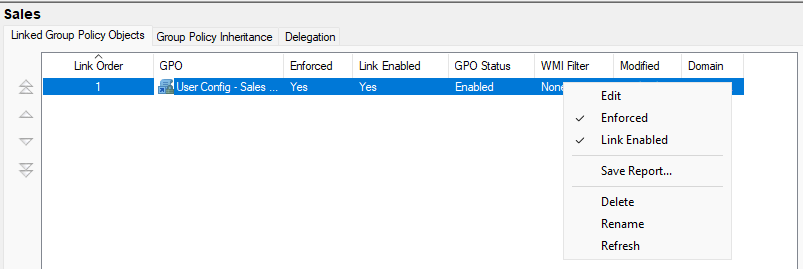 Sales
Linked Group Policy Objects Group Policy Inheritance Delegation
Link Order GPO Enforced Link Enabled GPO Status WMI Filter Modified Domain
1 User Config - Sales ... Yes Yes Enabled None
Edit
Enforced
Link Enabled
Save Report...
Delete
Rename
Refresh